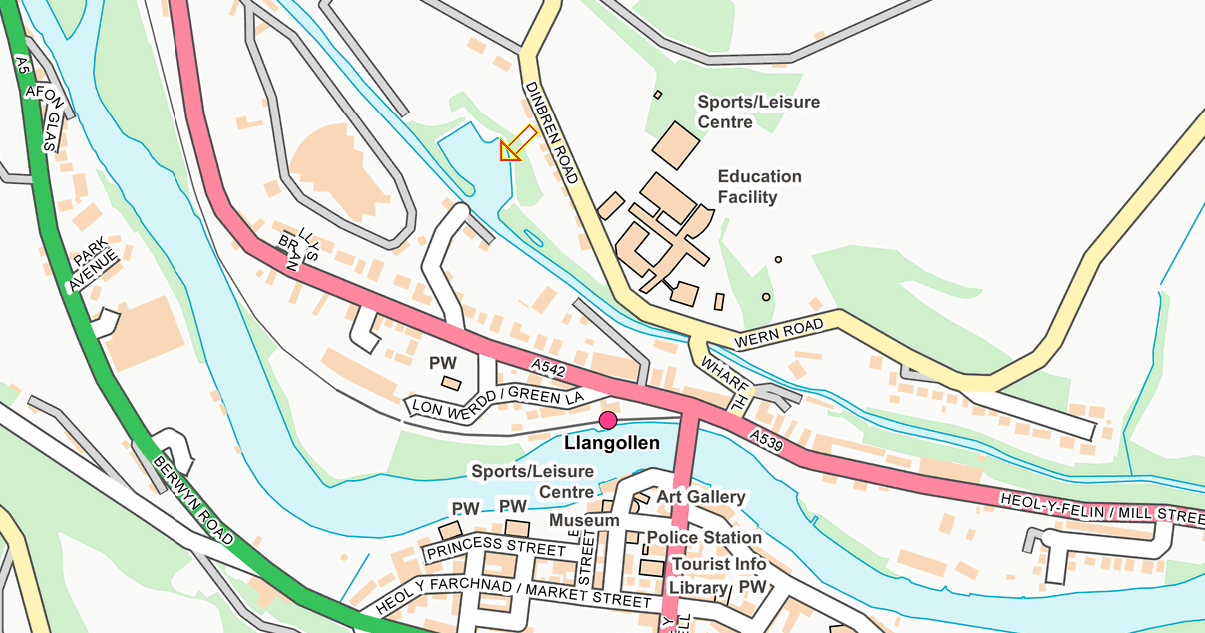 A5
AFON
GLAS
DINBREN ROAD
Sports/Leisure
Centre
Education
Facility
LLYS
BRAN
PARK
AVENUE
WERN ROAD
PW
A542
WHARF
HI
LON WERDD / GREEN LA
Llangollen
A539
BERWYN ROAD
Sports/Leisure
Centre
Art Gallery
HEOL-Y-FELIN / MILL STREE
PW
PW
Museum
PRINCESS STREET
STREET
Police Station
Tourist Info
Library
PW
HEOL Y FARCHNAD / MARKET STREET